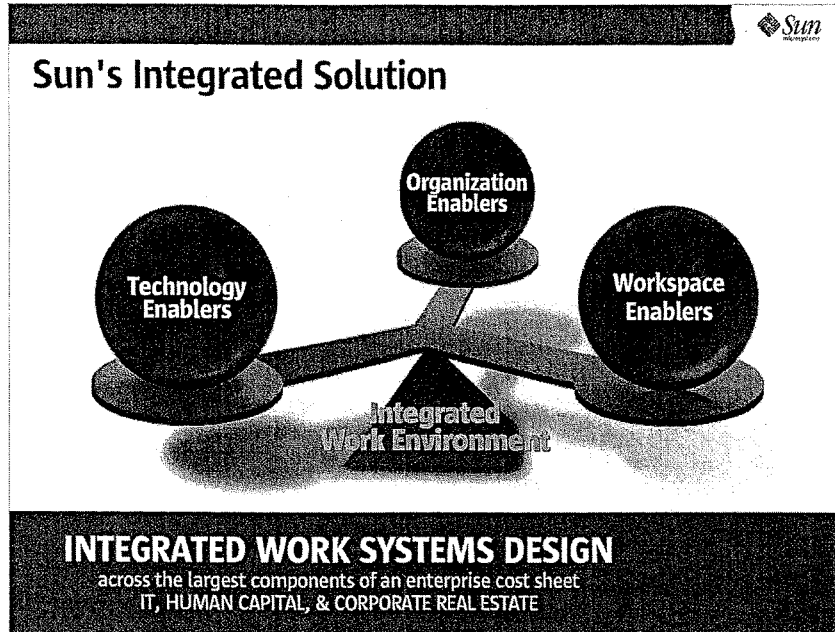 Sun
microsystems
Sun's Integrated Solution
Organization
Enablers
Technology
Enablers
Workspace
Enablers
Integrated
Work Environment
INTEGRATED WORK SYSTEMS DESIGN
across the largest components of an enterprise cost sheet
IT, HUMAN CAPITAL, & CORPORATE REAL ESTATE